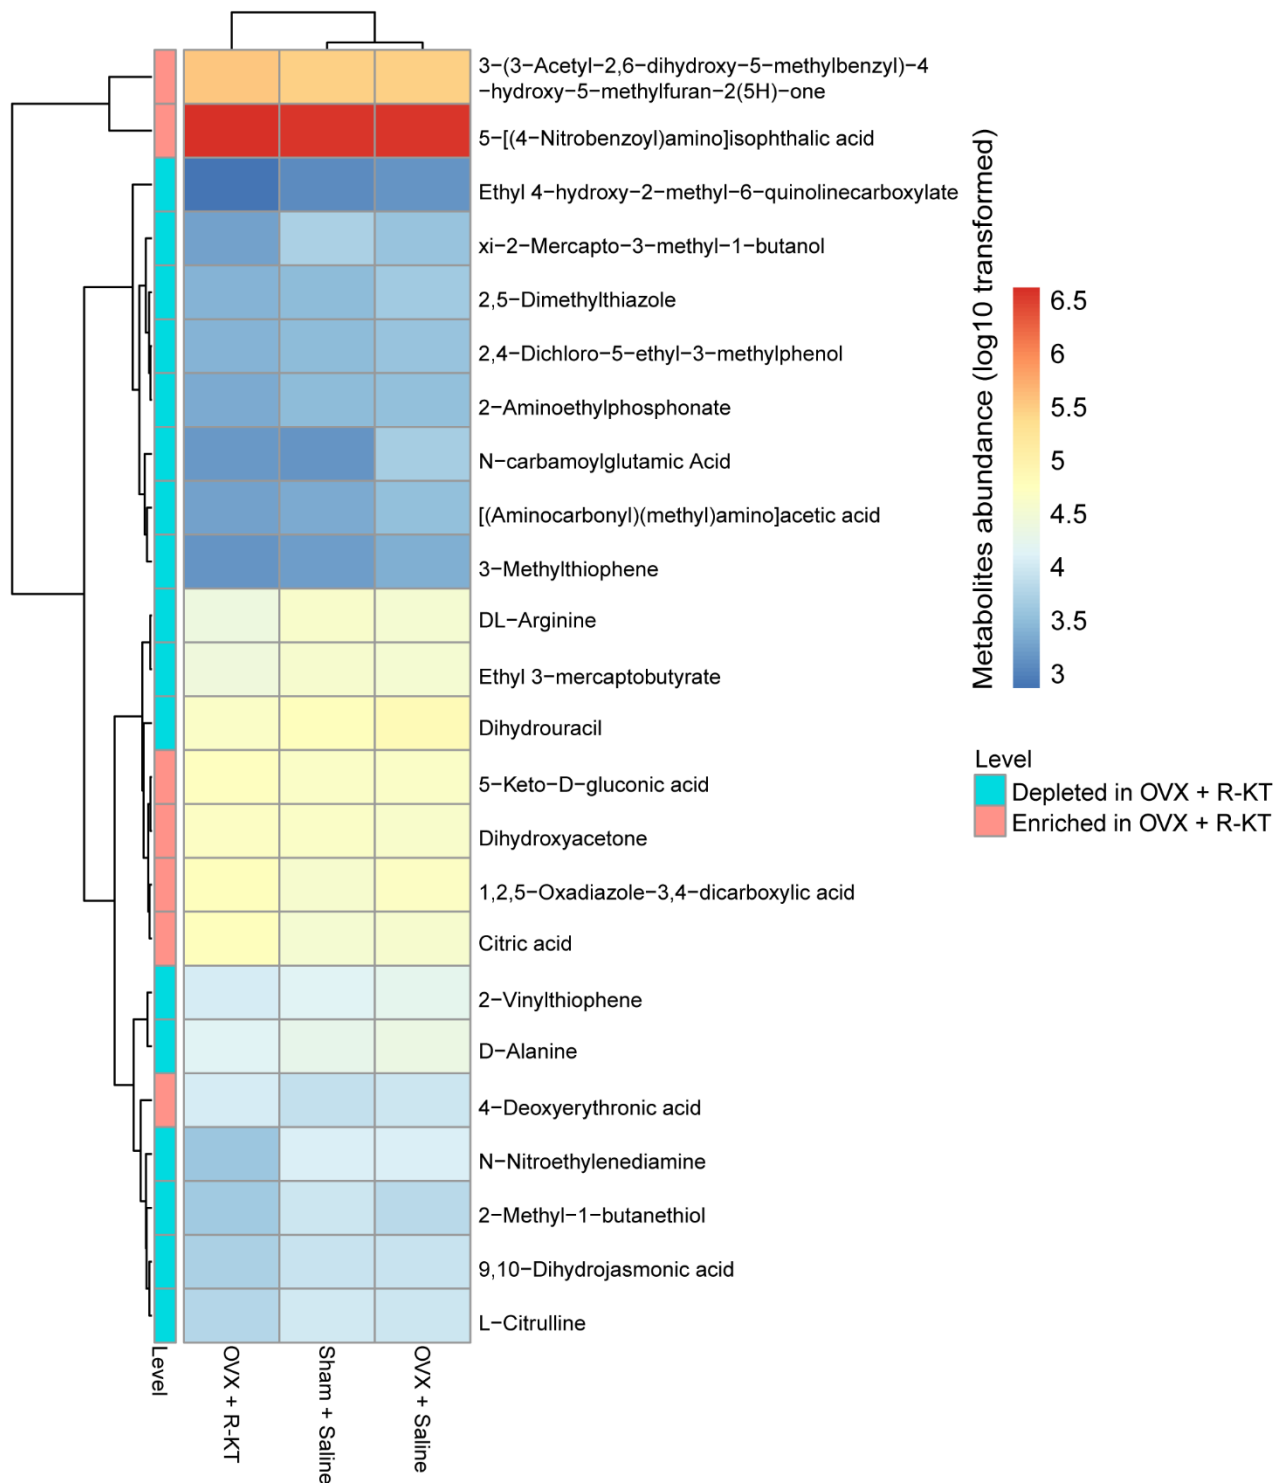 3−(3−Acetyl−2,6−dihydroxy−5−methylbenzyl)−4
−hydroxy−5−methylfuran−2(5H)−one
5−[(4−Nitrobenzoyl)amino]isophthalic acid
Ethyl 4−hydroxy−2−methyl−6−quinolinecarboxylate
xi−2−Mercapto−3−methyl−1−butanol
2,5−Dimethylthiazole
2,4−Dichloro−5−ethyl−3−methylphenol
2−Aminoethylphosphonate
N−carbamoylglutamic Acid
[(Aminocarbonyl)(methyl)amino]acetic acid
3−Methylthiophene
DL−Arginine
Ethyl 3−mercaptobutyrate
Dihydrouracil
5−Keto−D−gluconic acid
Dihydroxyacetone
1,2,5−Oxadiazole−3,4−dicarboxylic acid
Citric acid
2−Vinylthiophene
D−Alanine
4−Deoxyerythronic acid
N−Nitroethylenediamine
2−Methyl−1−butanethiol
9,10−Dihydrojasmonic acid
L−Citrulline
Level
OVX + R-KT
Sham + Saline
OVX + Saline
Metabolites abundance (log10 transformed)
6.5
6
5.5
5
4.5
4
3.5
3
Level
Depleted in OVX + R-KT
Enriched in OVX + R-KT